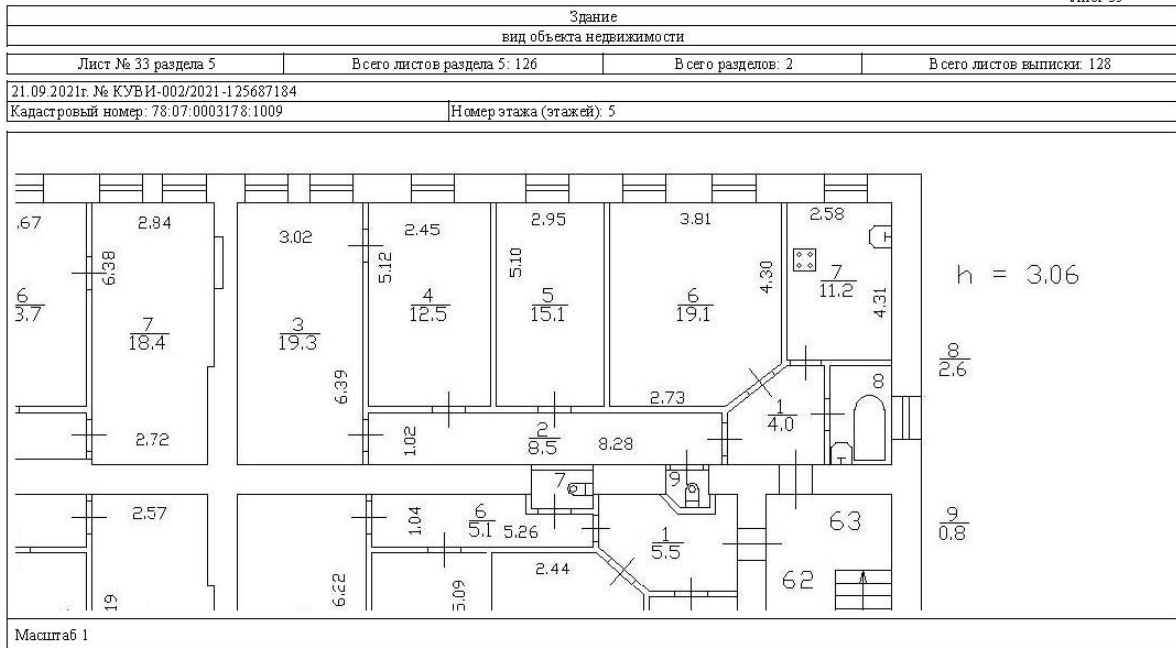 Здание
вид объекта недвижимости
Лист № 33 раздела 5 Всего листов раздела 5: 126 Всего разделов: 2 Всего листов выписки: 128
21.09.2021г. № КУВИ-002/2021-125687184
Кадастровый номер: 78:07:0003178:1009 Номер этажа (этажей): 5
.67 2.84 3.02 2.45 2.95 3.81 2.58
6.38 5.12 5.10 4.30 4.31
h = 3.06
6
3.7
7
18.4
3
19.3
4
12.5
5
15.1
6
19.1
7
11.2
8
2.6
6.39 2.73 8
2.72 1.02
2
8.5
8.28
1
4.0
7 9
2.57 1.04
6
5.1
5.26
1
5.5
63
9
0.8
19 6.22 5.09 2.44 62
Масштаб 1